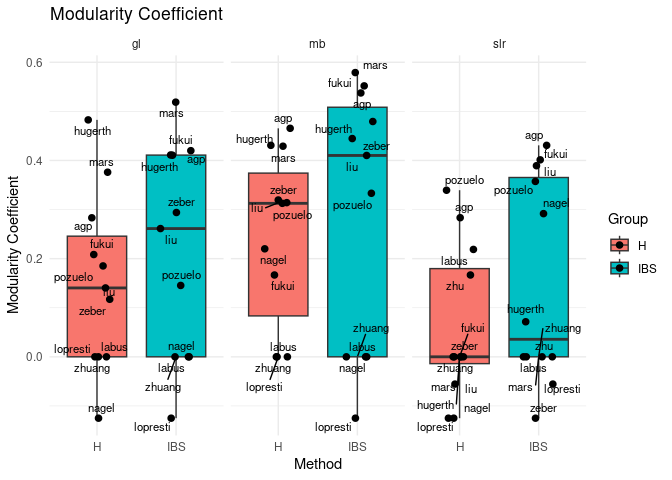 Modularity Coefficient
gl
mb
slr
0.6
0.4
0.2
0.0
Modularity Coefficient
hugerth
mars
agp
fukui
pozuelo
liu
zeber
lopresti
labus
zhuang
nagel
mars
fukui
agp
hugerth
zeber
liu
pozuelo
nagel
labus
zhuang
lopresti
agp
hugerth
mars
zeber
liu
pozuelo
nagel
fukui
labus
zhuang
lopresti
mars
fukui
agp
hugerth
zeber
liu
pozuelo
zhuang
labus
nagel
lopresti
pozuelo
agp
labus
zhu
fukui
zeber
zhuang
mars
liu
hugerth
nagel
lopresti
agp
fukui
liu
pozuelo
nagel
hugerth
zhuang
zhu
labus
mars
lopresti
zeber
H
IBS
H
IBS
H
IBS
Method
Group
H
IBS